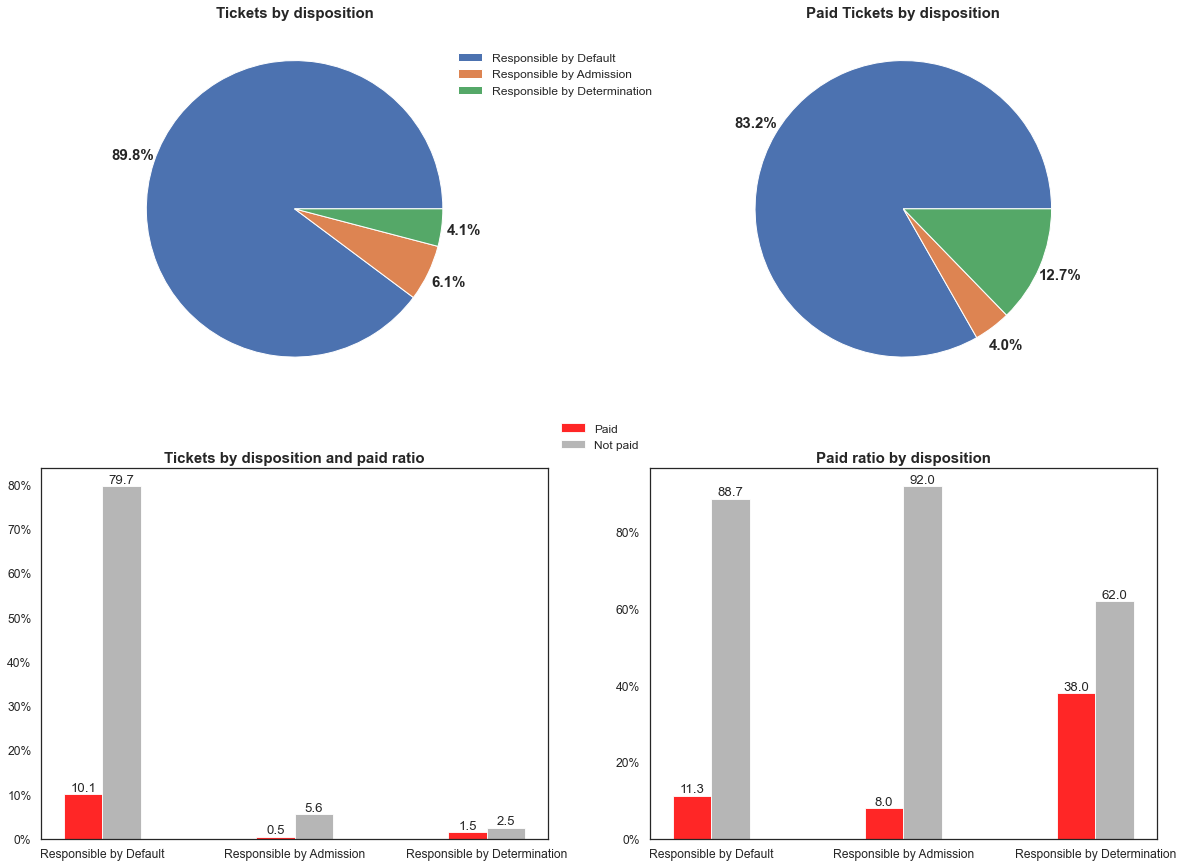 Tickets by disposition
Responsible by Default
Responsible by Admission
Responsible by Determination
89.8%
4.1%
6.1%
Paid Tickets by disposition
83.2%
12.7%
4.0%
Paid
Not paid
Tickets by disposition and paid ratio
80%
70%
60%
50%
40%
30%
20%
10%
0%
79.7
10.1
0.5
5.6
1.5
2.5
Responsible by Default
Responsible by Admission
Responsible by Determination
Paid ratio by disposition
80%
60%
40%
20%
0%
11.3
88.7
8.0
92.0
38.0
62.0
Responsible by Default
Responsible by Admission
Responsible by Determination